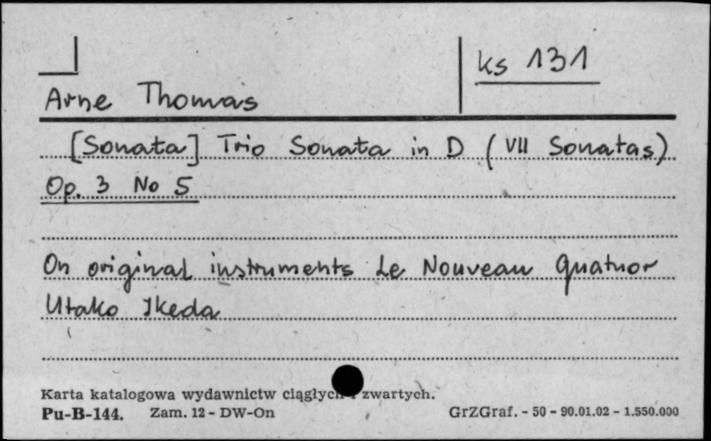 ks 131
Arne Thomas
[Sonata] Trio Sonata in D (VII Sonatas)
Op. 3 No 5
On original instruments Le Nouveau Quatuor
Utako Ikeda
Karta katalogowa wydawnictw ciągłych i zwartych.
Pu-B-144. Zam. 12 - DW-On GrZGraf. - 50 - 90.01.02 - 1.550.000